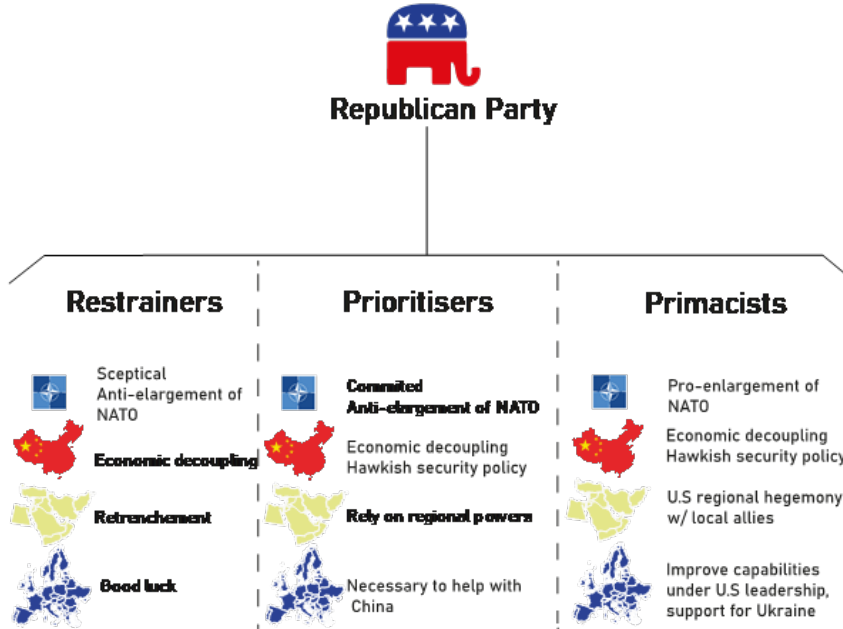 Republican Party
Restrainers
Sceptical
Anti-elargement of
NATO
Economic decoupling
Retrenchement
Good luck
Prioritisers
Commited
Anti-elargement of NATO
Economic decoupling
Hawkish security policy
Rely on regional powers
Necessary to help with
China
Primacists
Pro-enlargement of
NATO
Economic decoupling
Hawkish security policy
U.S regional hegemony
w/ local allies
Improve capabilities
under U.S leadership,
support for Ukraine